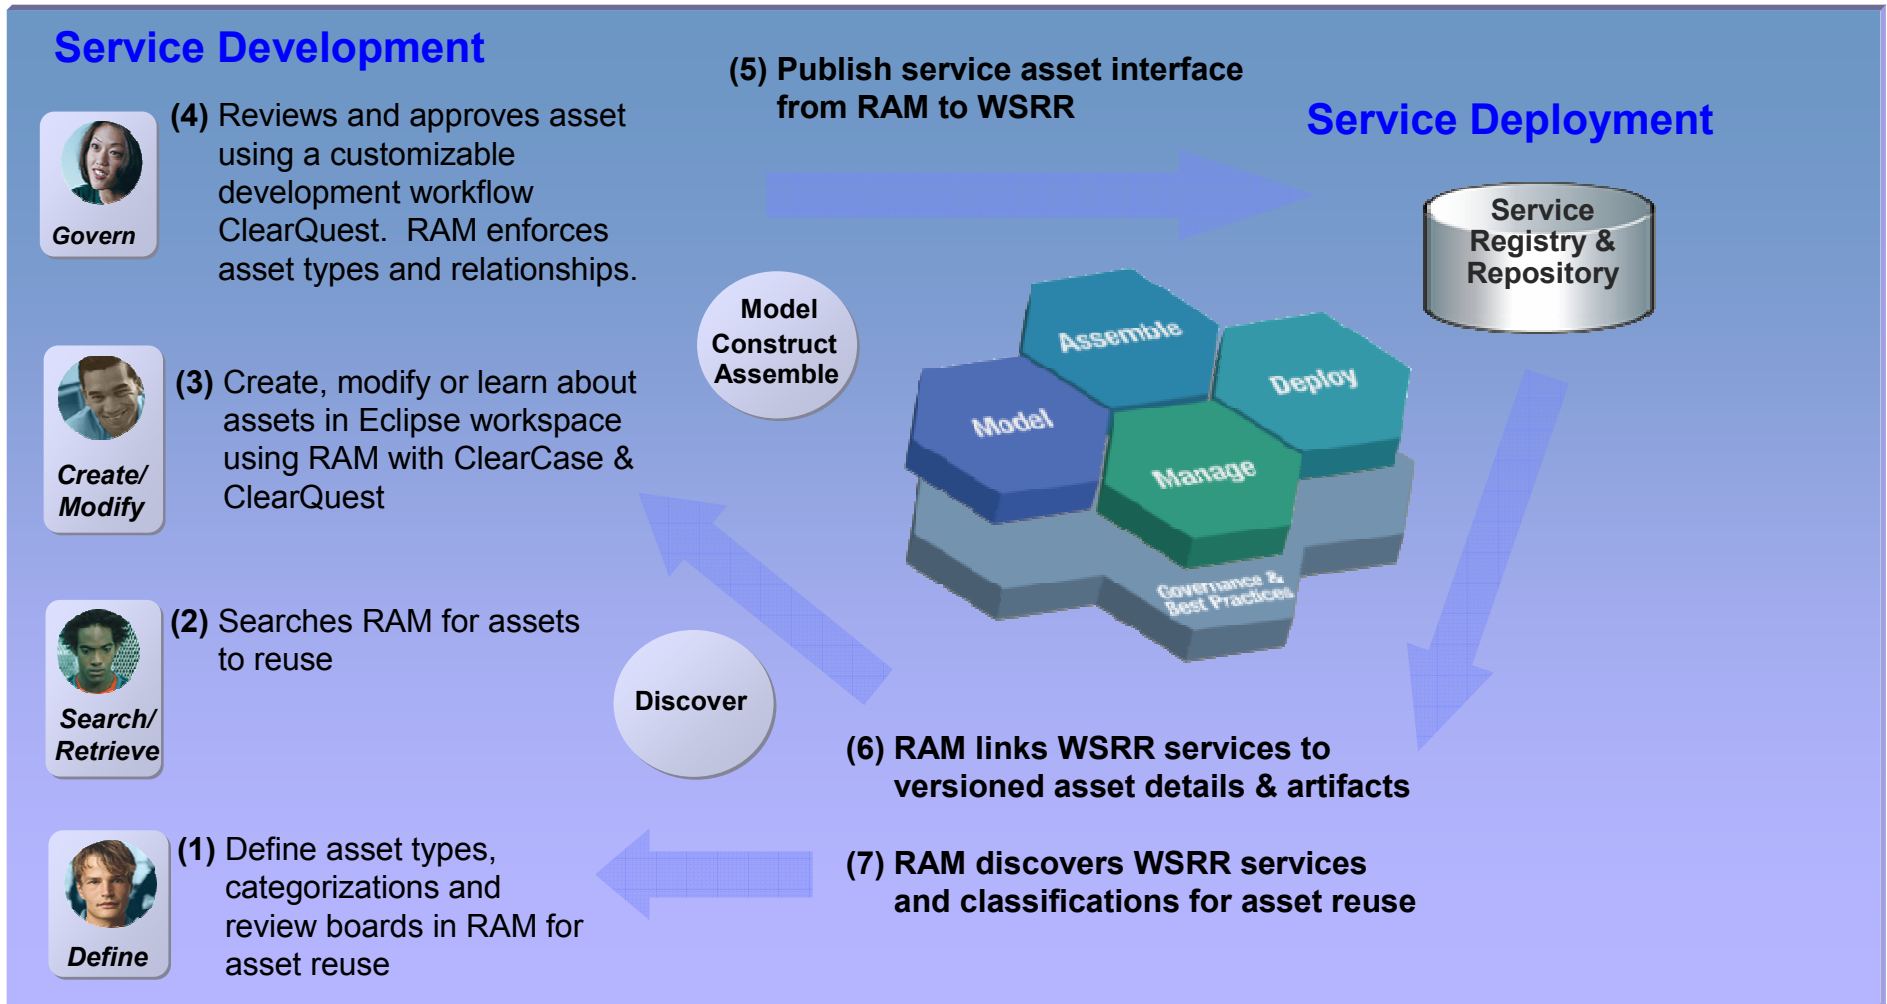 Service Development
(4) Reviews and approves asset
using a customizable
development workflow
ClearQuest.  RAM enforces
asset types and relationships.
Govern
(3) Create, modify or learn about
assets in Eclipse workspace
using RAM with ClearCase &
ClearQuest
Create/
Modify
(2) Searches RAM for assets
to reuse
Search/
Retrieve
(1) Define asset types,
categorizations and
review boards in RAM for
asset reuse
Define
(5) Publish service asset interface
from RAM to WSRR
Service Deployment
Service
Registry &
Repository
Model
Construct
Assemble
Assemble
Deploy
Model
Manage
Governance &
Best Practices
Discover
(6) RAM links WSRR services to
versioned asset details & artifacts
(7) RAM discovers WSRR services
and classifications for asset reuse